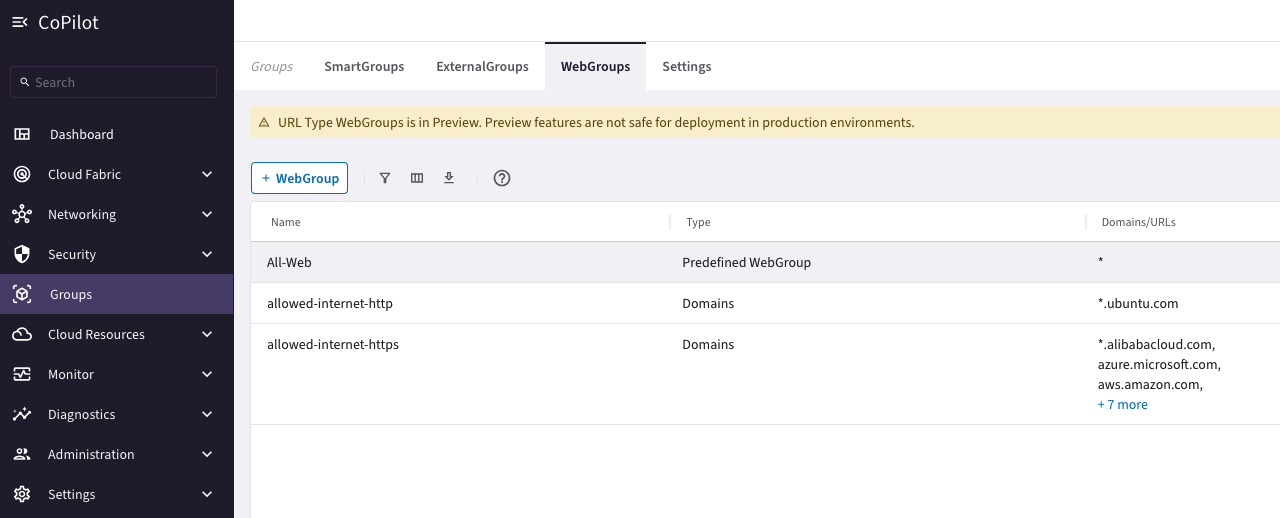 CoPilot
Search
Dashboard
Cloud Fabric
Networking
Security
Groups
Cloud Resources
Monitor
Diagnostics
Administration
Settings
Groups SmartGroups ExternalGroups WebGroups Settings
URL Type WebGroups is in Preview. Preview features are not safe for deployment in production environments.
+ WebGroup
Name Type Domains/URLs
All-Web Predefined WebGroup *
allowed-internet-http Domains *.ubuntu.com
allowed-internet-https Domains *.alibabacloud.com,
azure.microsoft.com,
aws.amazon.com,
+ 7 more